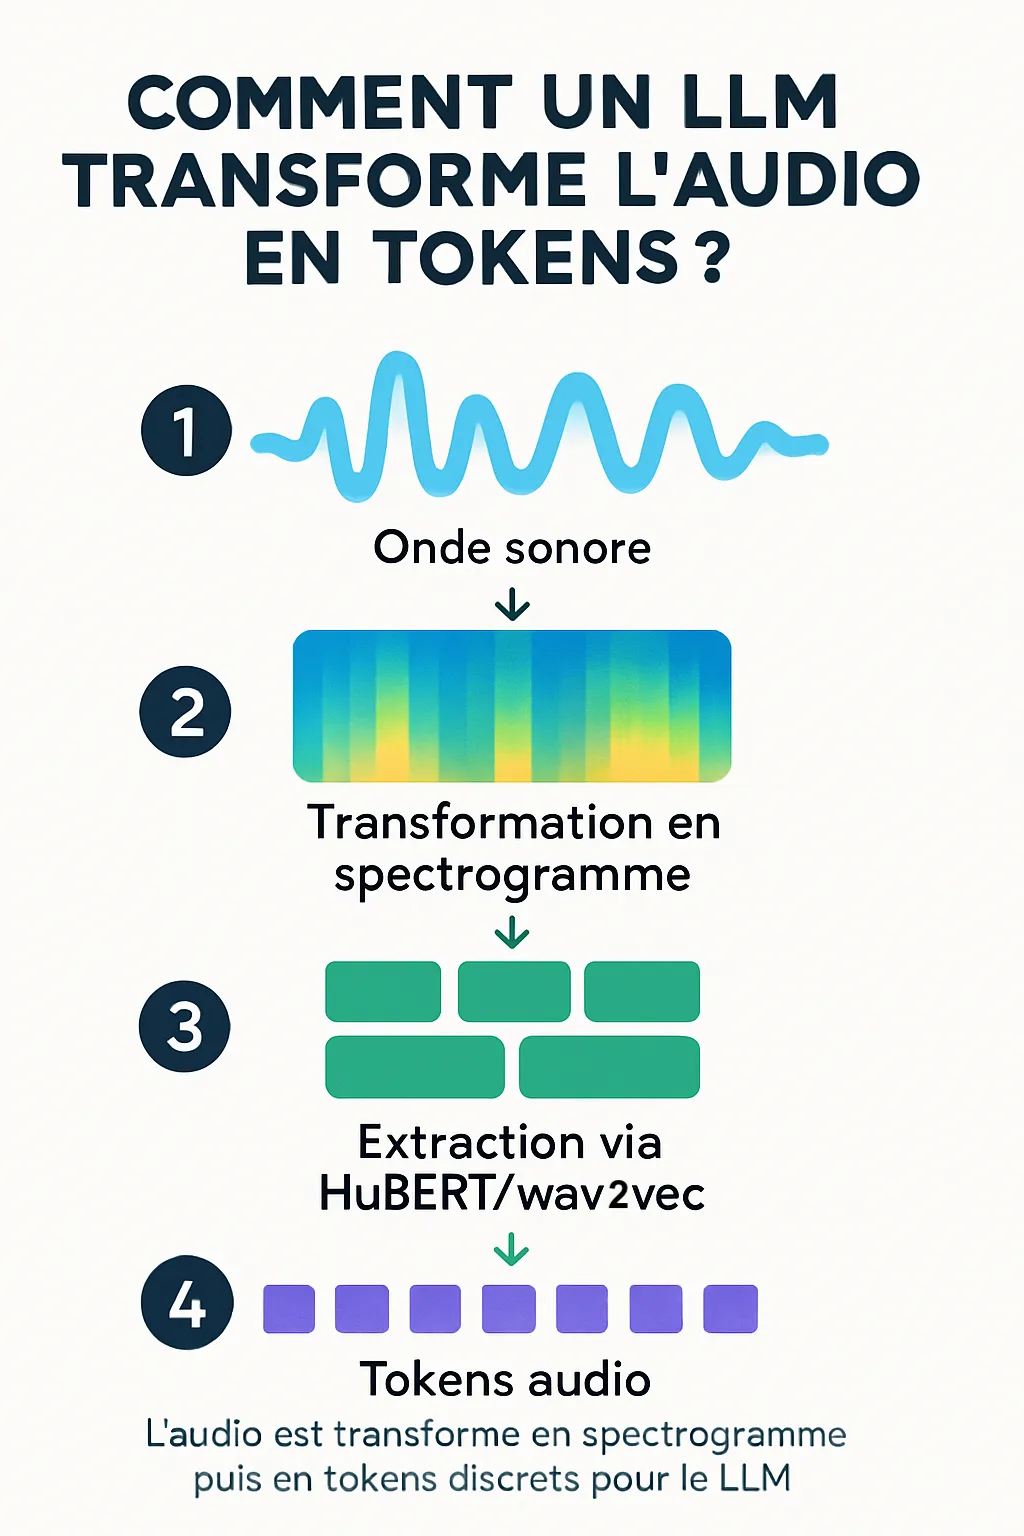 COMMENT UN LLM
TRANSFORME L'AUDIO
EN TOKENS ?
1
Onde sonore
2
Transformation en
spectrogramme
3
Extraction via
HuBERT/wav2vec
4
Tokens audio
L'audio est transforme en spectrogramme
puis en tokens discrets pour le LLM